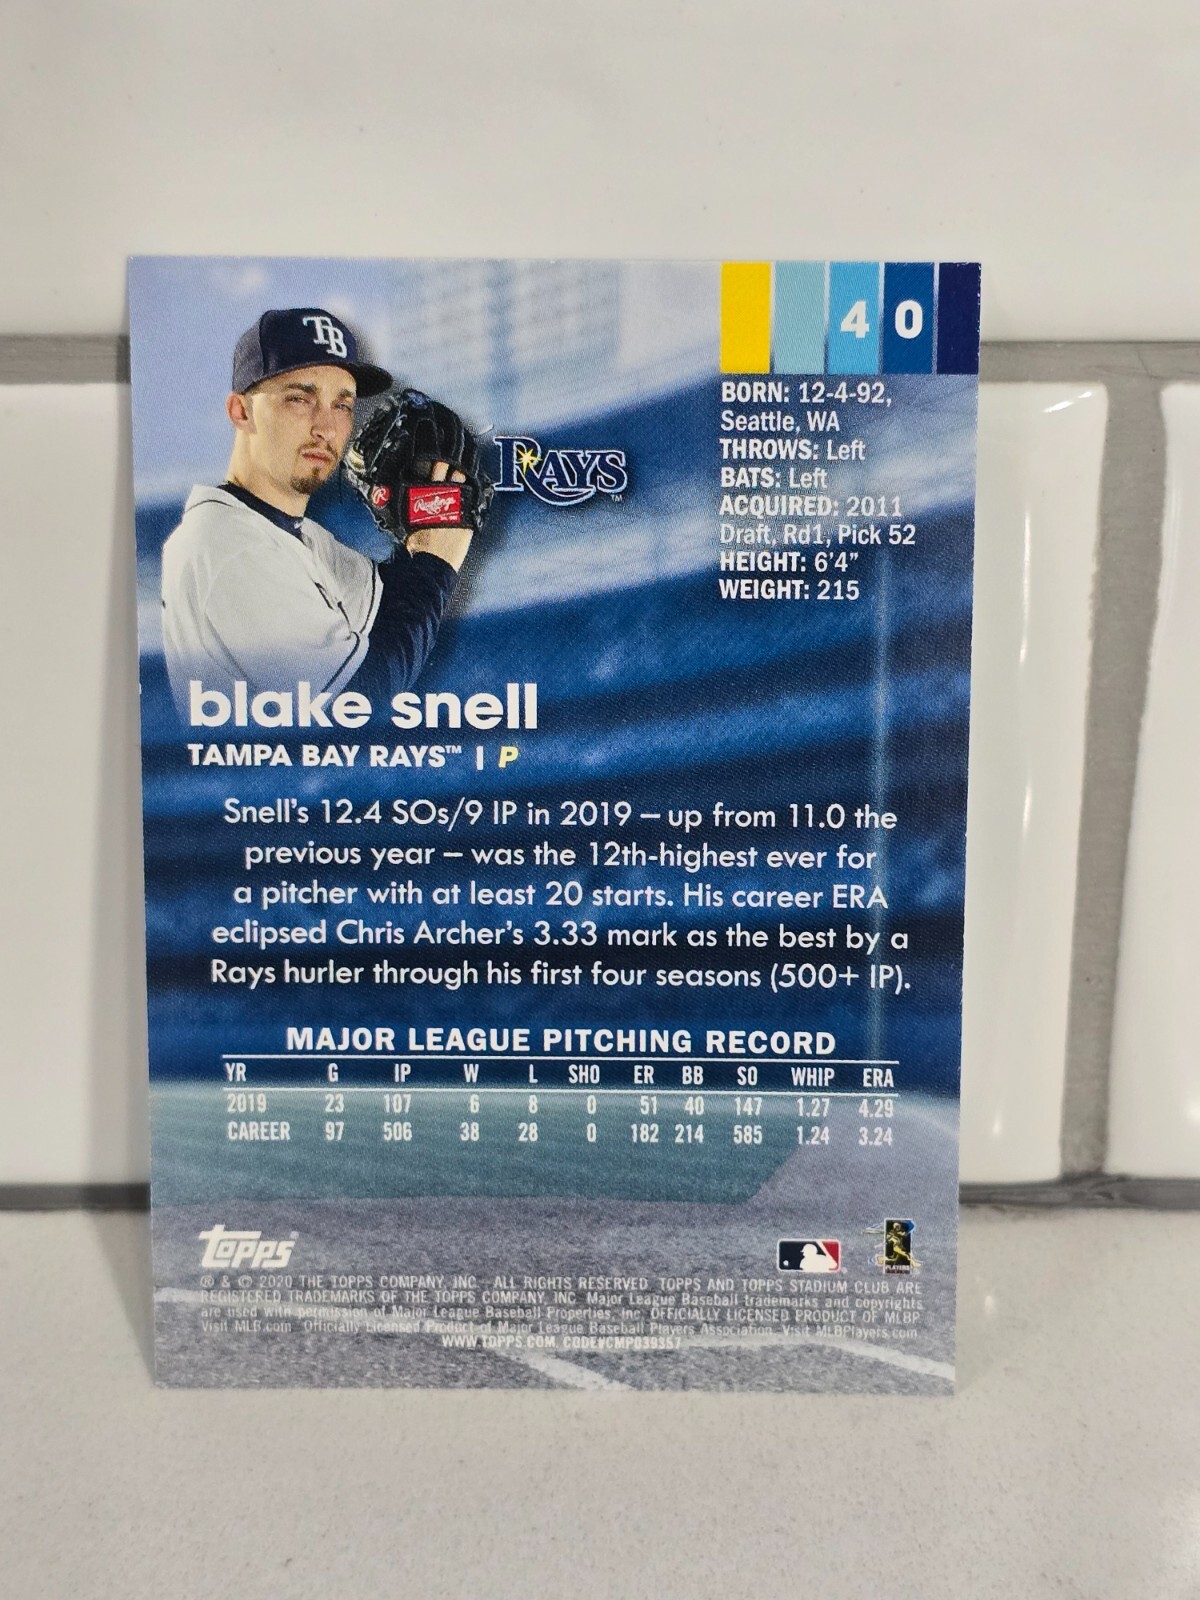 TB
Rawlings
RAYS™
40
BORN: 12-4-92,
Seattle, WA
THROWS: Left
BATS: Left
ACQUIRED: 2011
Draft, Rd1, Pick 52
HEIGHT: 6'4"
WEIGHT: 215
blake snell
TAMPA BAY RAYS™ | P
Snell's 12.4 SOs/9 IP in 2019 – up from 11.0 the
previous year – was the 12th-highest ever for
a pitcher with at least 20 starts. His career ERA
eclipsed Chris Archer's 3.33 mark as the best by a
Rays hurler through his first four seasons (500+ IP).
MAJOR LEAGUE PITCHING RECORD
YR G IP W L SHO ER BB SO WHIP ERA
2019 23 107 6 8 0 51 40 147 1.27 4.29
CAREER 97 506 38 28 0 182 214 585 1.24 3.24
topps
PLAYERS
® & © 2020 THE TOPPS COMPANY, INC. ALL RIGHTS RESERVED. TOPPS AND TOPPS STADIUM CLUB ARE
REGISTERED TRADEMARKS OF THE TOPPS COMPANY, INC. Major League Baseball trademarks and copyrights
are used with permission of Major League Baseball Properties, Inc. OFFICIALLY LICENSED PRODUCT OF MLBP
Visit MLB.com Officially Licensed Product of Major League Baseball Players Association. Visit MLBPlayers.com
WWW.TOPPS.COM. CODE#CMP039357